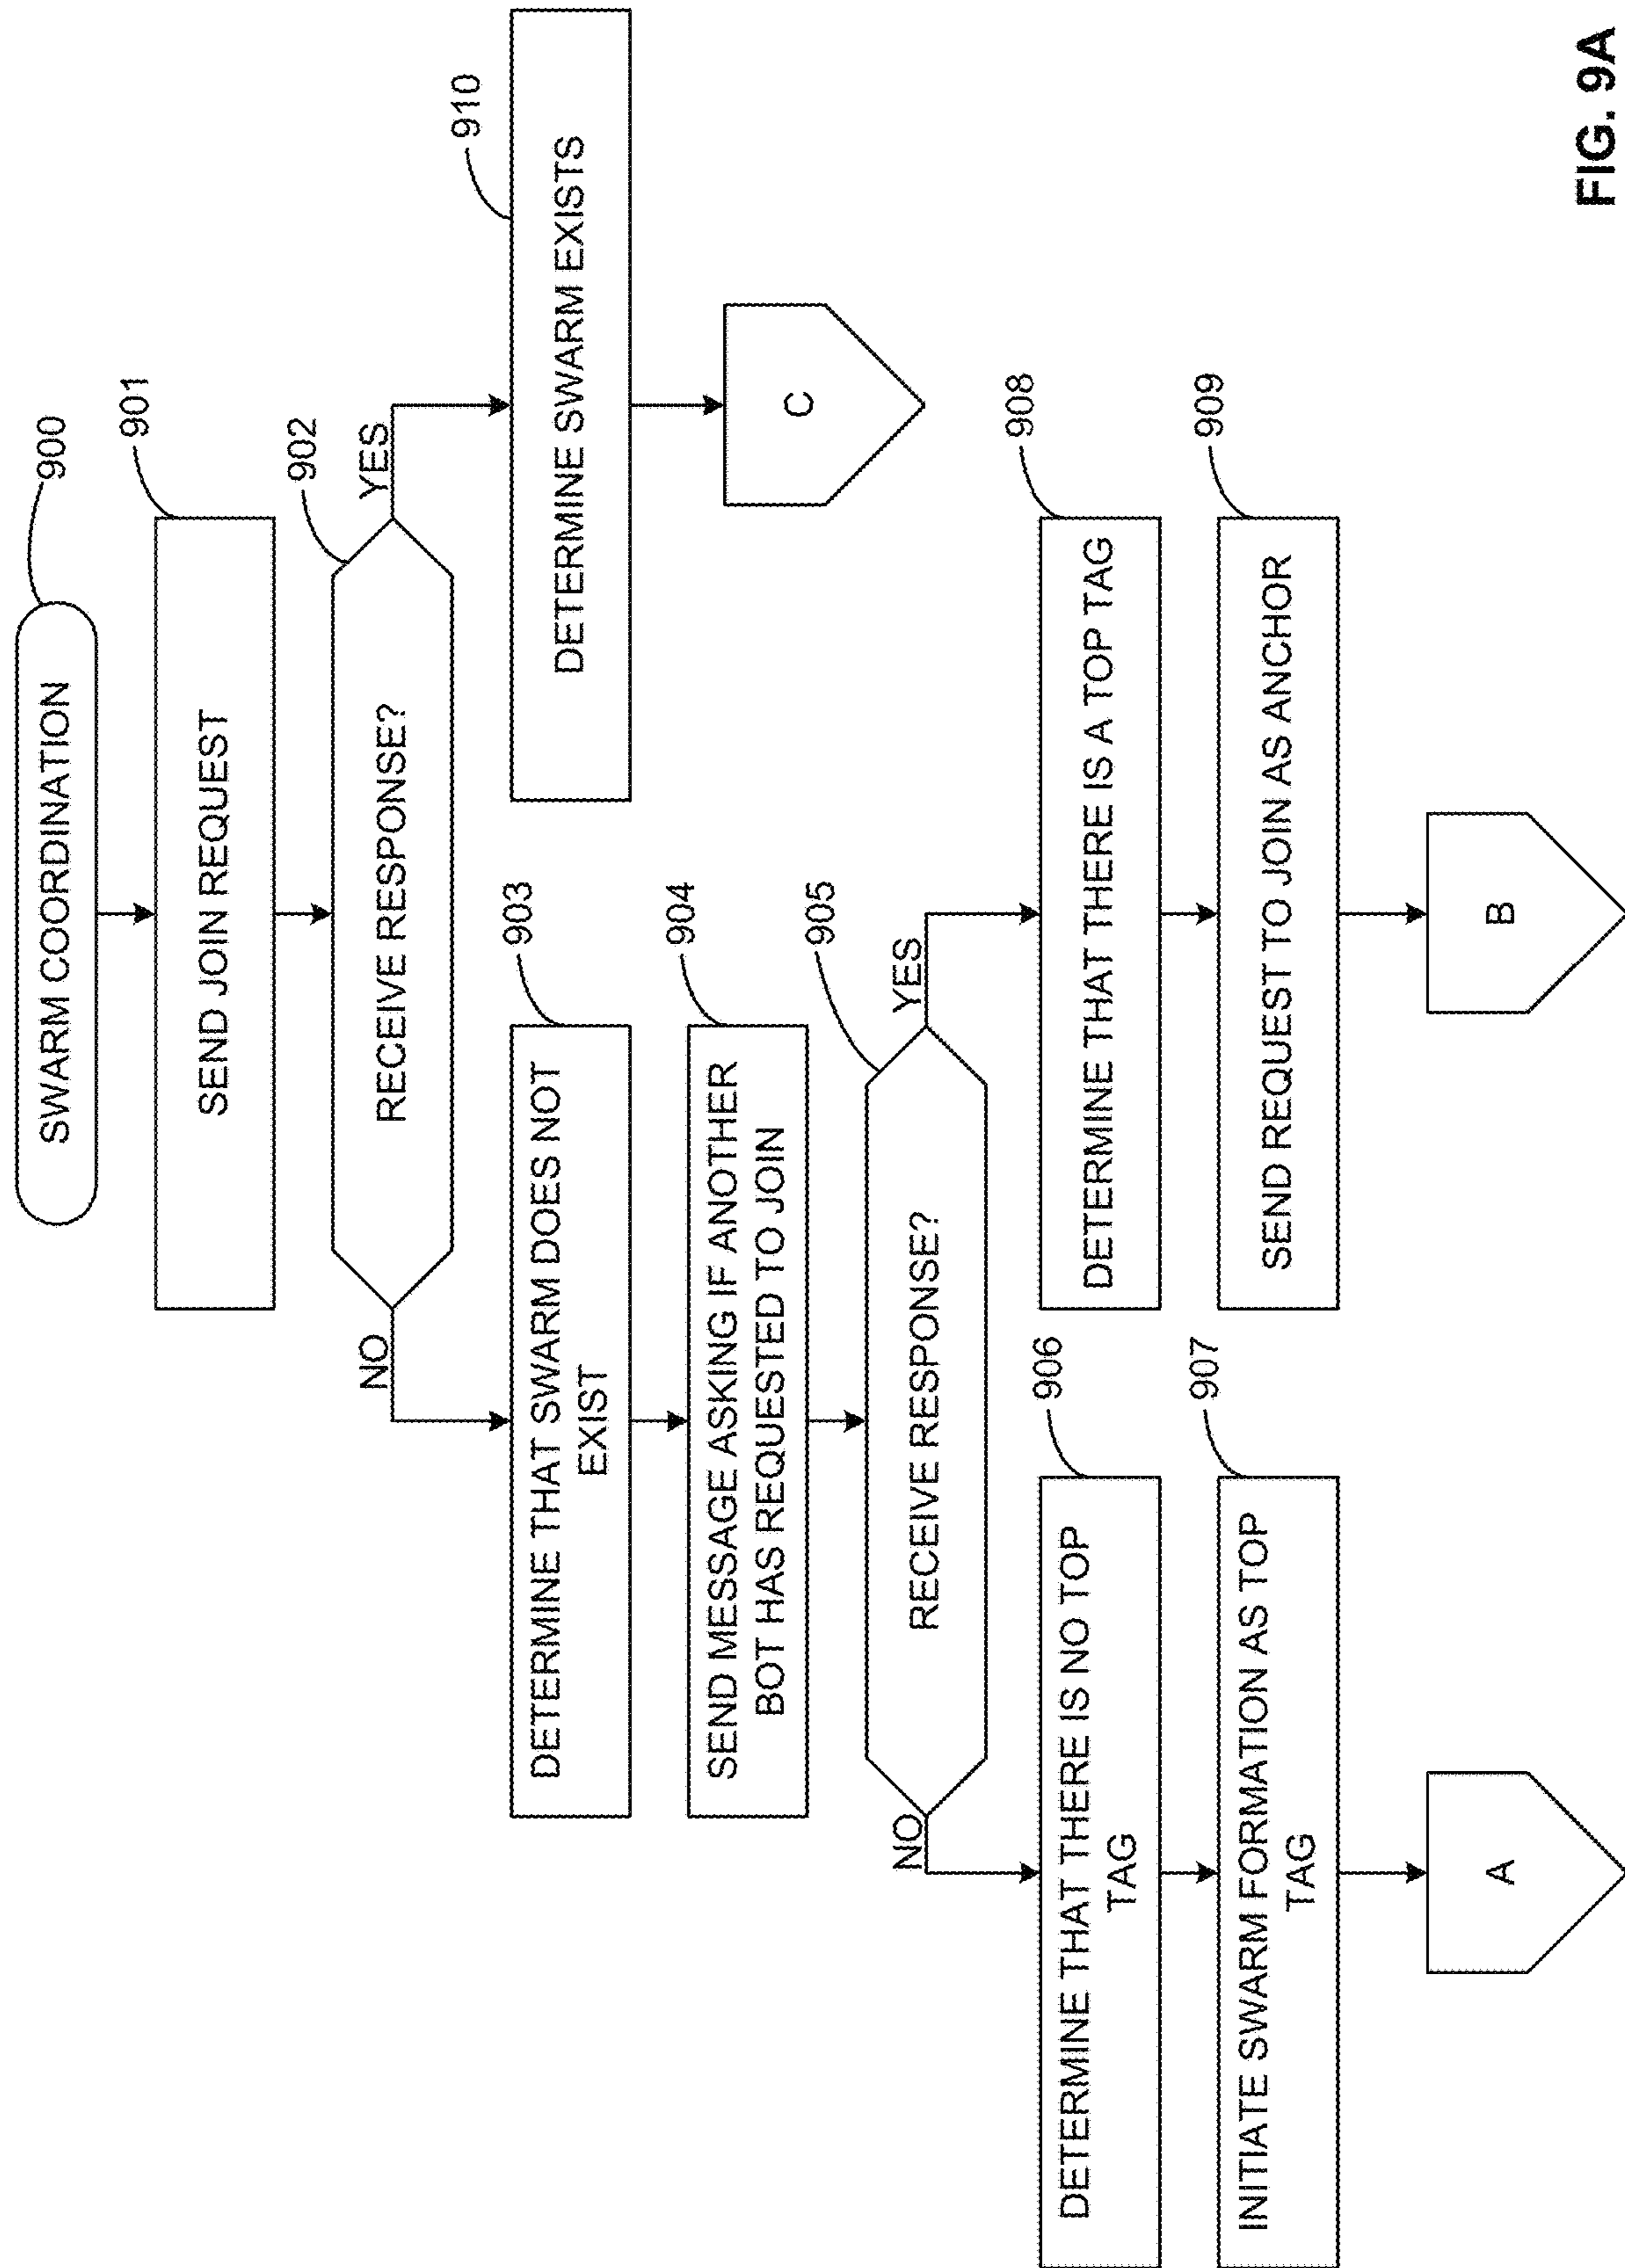 SWARM COORDINATION
900
SEND JOIN REQUEST
901
RECEIVE RESPONSE?
902
NO
YES
DETERMINE THAT SWARM DOES NOT
EXIST
903
DETERMINE SWARM EXISTS
910
SEND MESSAGE ASKING IF ANOTHER
BOT HAS REQUESTED TO JOIN
904
C
RECEIVE RESPONSE?
905
NO
YES
DETERMINE THAT THERE IS NO TOP
TAG
906
DETERMINE THAT THERE IS A TOP TAG
908
INITIATE SWARM FORMATION AS TOP
TAG
907
SEND REQUEST TO JOIN AS ANCHOR
909
A
B
FIG. 9A